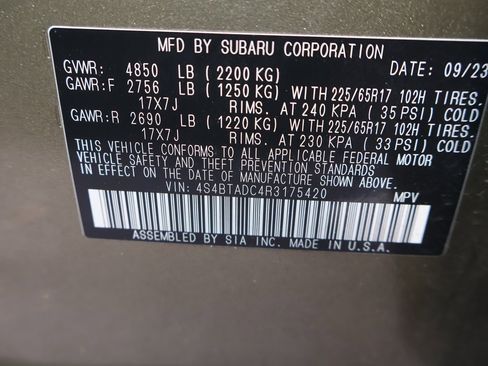 MFD BY SUBARU CORPORATION
GVWR: 4850 LB (2200 KG) DATE: 09/23
GAWR:F 2756 LB (1250 KG) WITH 225/65R17 102H TIRES.
17X7J RIMS. AT 240 KPA (35 PSI) COLD
GAWR:R 2690 LB (1220 KG) WITH 225/65R17 102H TIRES.
17X7J RIMS. AT 230 KPA (33 PSI) COLD
THIS VEHICLE CONFORMS TO ALL APPLICABLE FEDERAL MOTOR
VEHICLE SAFETY AND THEFT PREVENTION STANDARDS
IN EFFECT ON THE DATE OF MANUFACTURE SHOWN ABOVE.
VIN: 4S4BTADC4R3175420 MPV
ASSEMBLED BY SIA INC. MADE IN U.S.A.